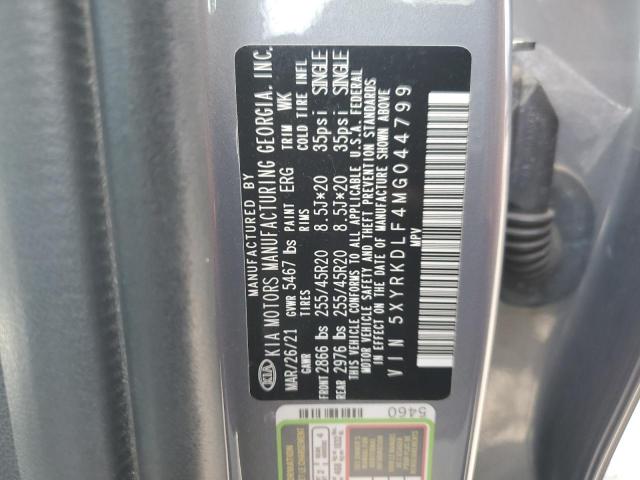 MANUFACTURED BY
KIA KIA MOTORS MANUFACTURING GEORGIA, INC.
MAR/26/21 GVWR 5467 lbs PAINT ERG TRIM WK
GAWR TIRES RIMS COLD TIRE INFL
FRONT 2866 lbs 255/45R20 8.5J*20 35psi SINGLE
REAR 2976 lbs 255/45R20 8.5J*20 35psi SINGLE
THIS VEHICLE CONFORMS TO ALL APPLICABLE U.S.A. FEDERAL
MOTOR VEHICLE SAFETY AND THEFT PREVENTION STANDARDS
IN EFFECT ON THE DATE OF MANUFACTURE SHOWN ABOVE
VIN 5XYRKDLF4MG044799
MPV
5460